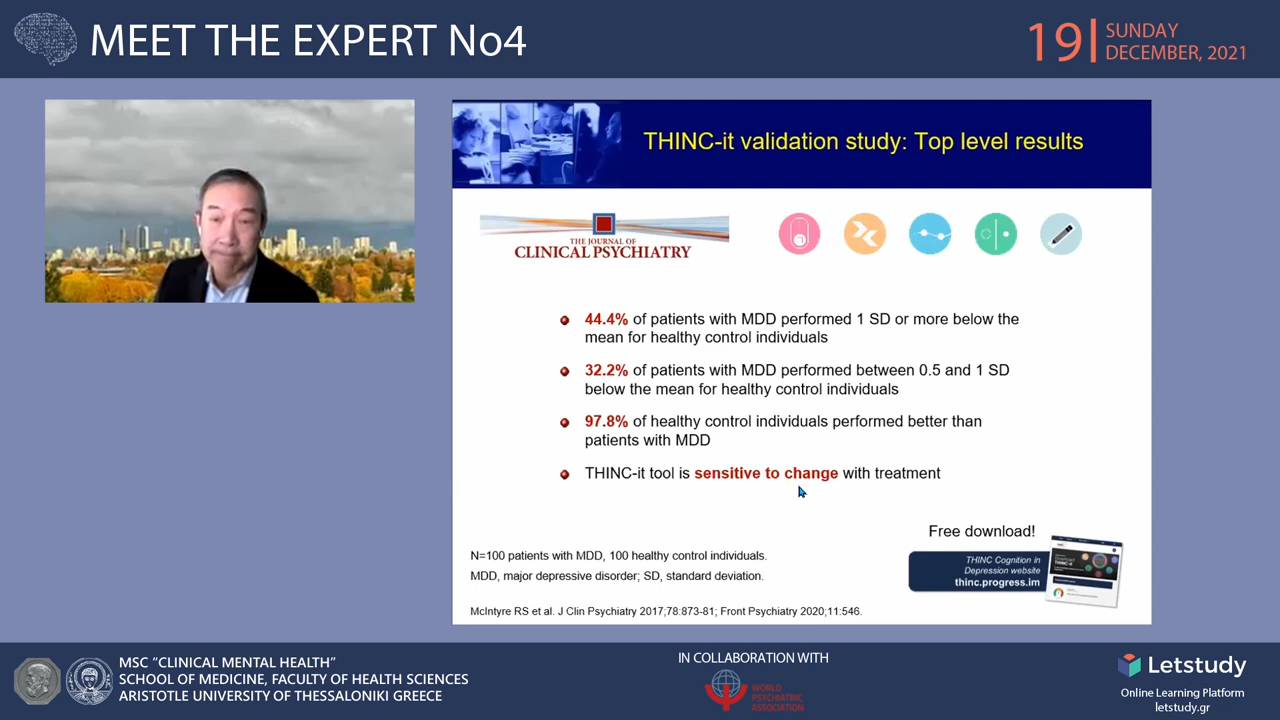 MEET THE EXPERT No4
19
SUNDAY
DECEMBER, 2021
THINC-it validation study: Top level results
THE JOURNAL OF
CLINICAL PSYCHIATRY
44.4% of patients with MDD performed 1 SD or more below the
mean for healthy control individuals
32.2% of patients with MDD performed between 0.5 and 1 SD
below the mean for healthy control individuals
97.8% of healthy control individuals performed better than
patients with MDD
THINC-it tool is sensitive to change with treatment
Free download!
THINC Cognition in
Depression website
thinc.progress.im
N=100 patients with MDD, 100 healthy control individuals.
MDD, major depressive disorder; SD, standard deviation.
McIntyre RS et al. J Clin Psychiatry 2017;78:873-81; Front Psychiatry 2020;11:546.
MSC “CLINICAL MENTAL HEALTH”
SCHOOL OF MEDICINE, FACULTY OF HEALTH SCIENCES
ARISTOTLE UNIVERSITY OF THESSALONIKI GREECE
IN COLLABORATION WITH
WORLD
PSYCHIATRIC
ASSOCIATION
Letstudy
Online Learning Platform
letstudy.gr